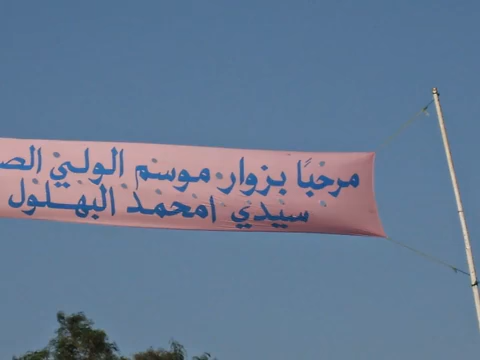 مرحبًا بزوار موسم الولي الص
سيدي امحمد البهلول